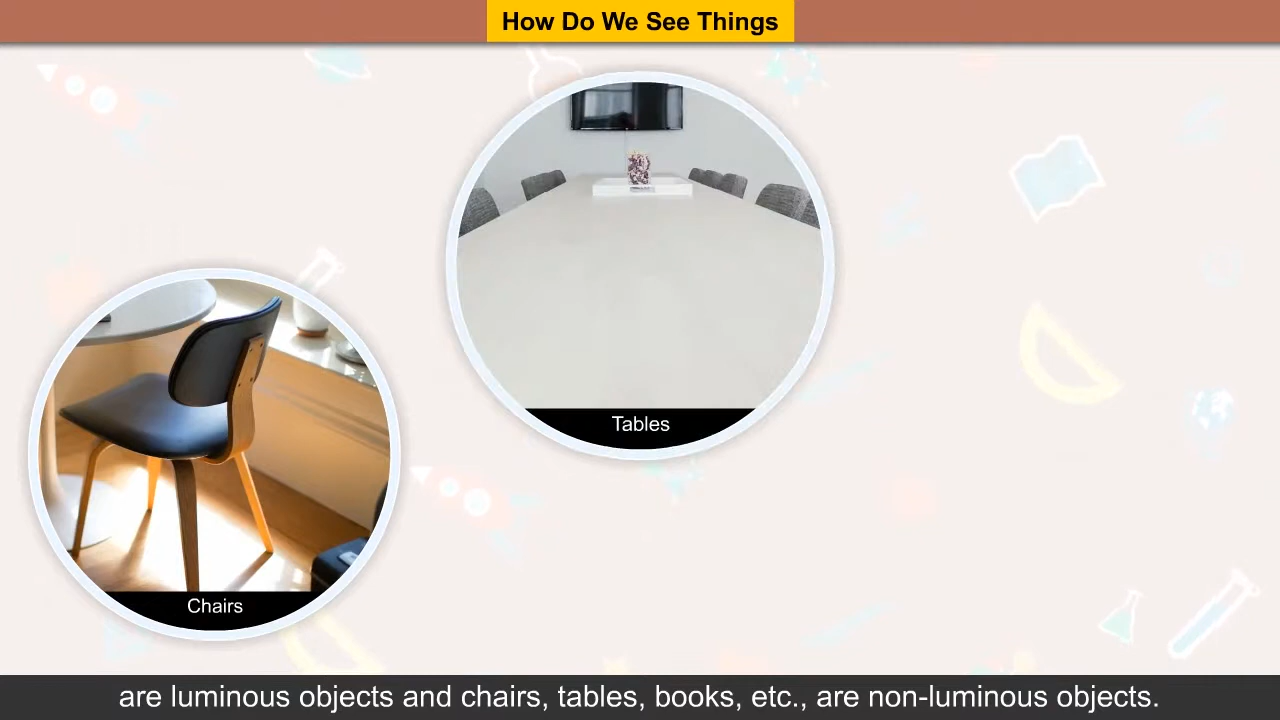 How Do We See Things
Tables
Chairs
are luminous objects and chairs, tables, books, etc., are non-luminous objects.